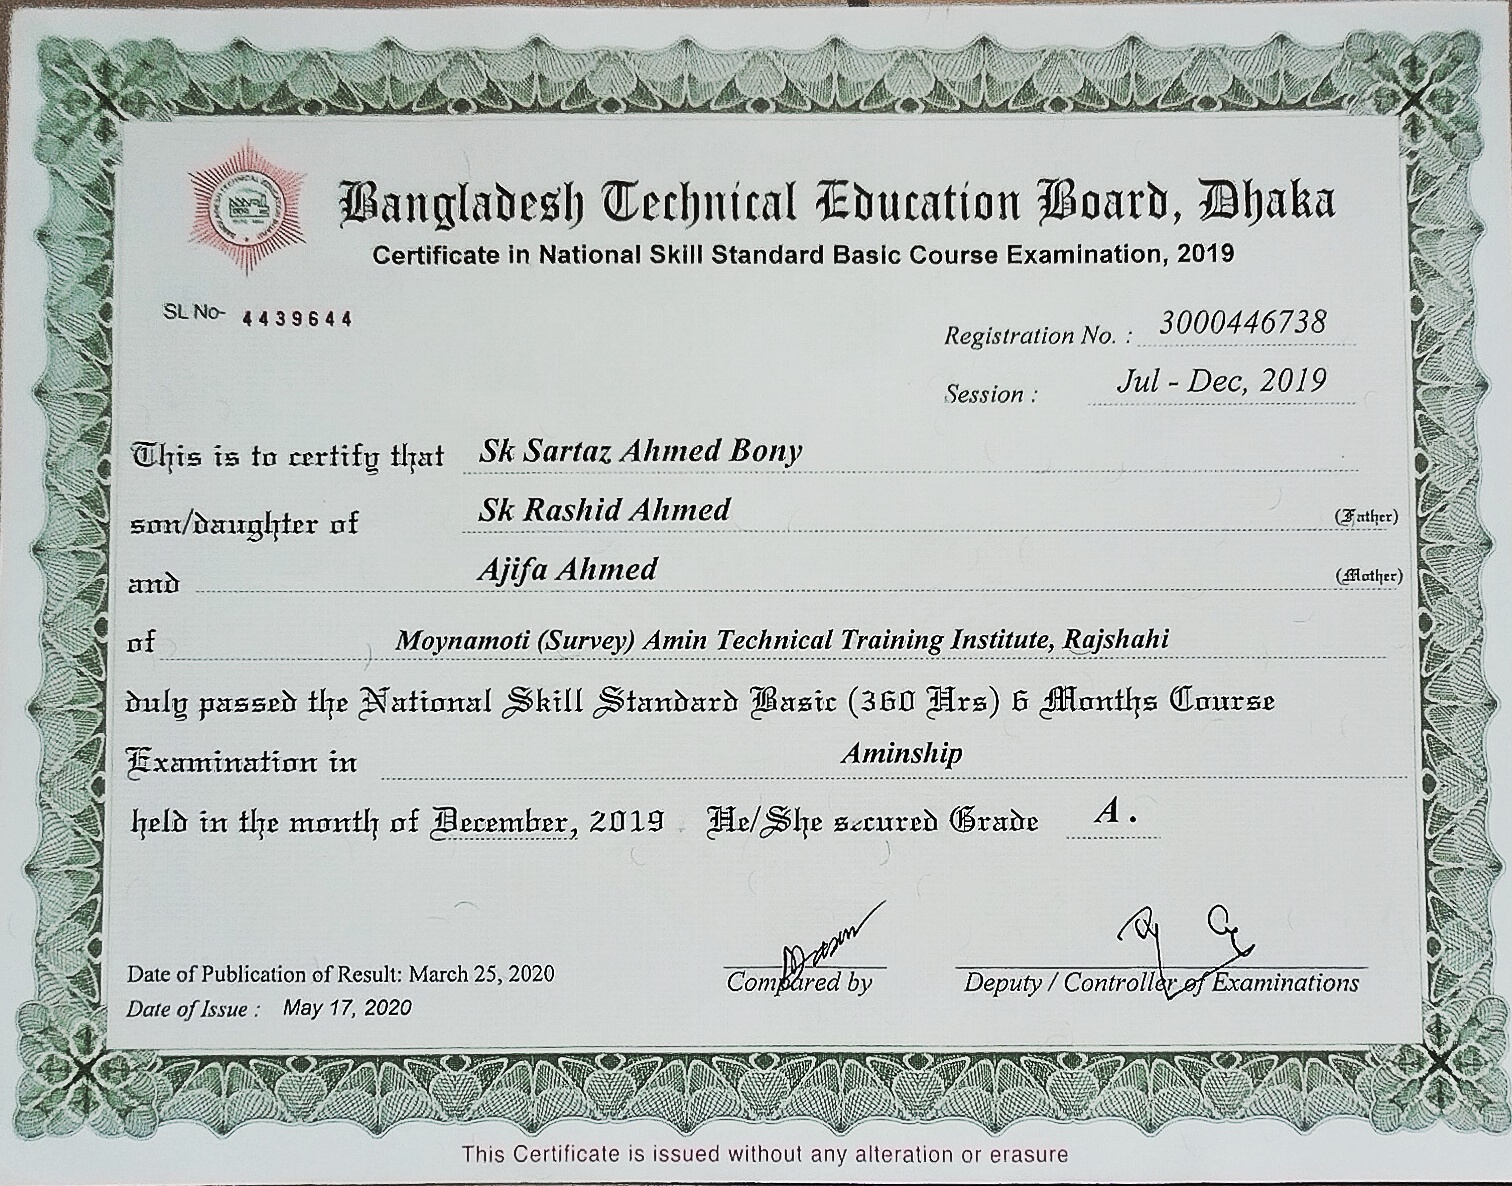 Bangladesh Technical Education Board, Dhaka
Certificate in National Skill Standard Basic Course Examination, 2019
SL No- 4439644
Registration No. : 3000446738
Session : Jul - Dec, 2019
This is to certify that Sk Sartaz Ahmed Bony
son/daughter of Sk Rashid Ahmed (Father)
and Ajifa Ahmed (Mother)
of Moynamoti (Survey) Amin Technical Training Institute, Rajshahi
duly passed the National Skill Standard Basic (360 Hrs) 6 Months Course
Examination in Aminship
held in the month of December, 2019 He/She secured Grade A.
Date of Publication of Result: March 25, 2020
Compared by
Deputy / Controller of Examinations
Date of Issue : May 17, 2020
This Certificate is issued without any alteration or erasure